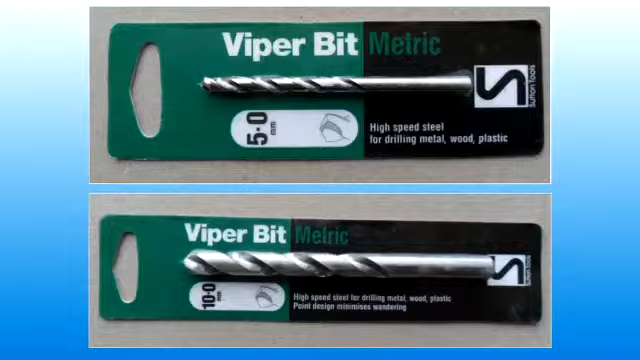 Viper Bit Metric
5·0 mm
High speed steel
for drilling metal, wood, plastic
Sutton Tools
Viper Bit Metric
10·0 mm
High speed steel for drilling metal, wood, plastic
Point design minimises wandering
Sutton Tools